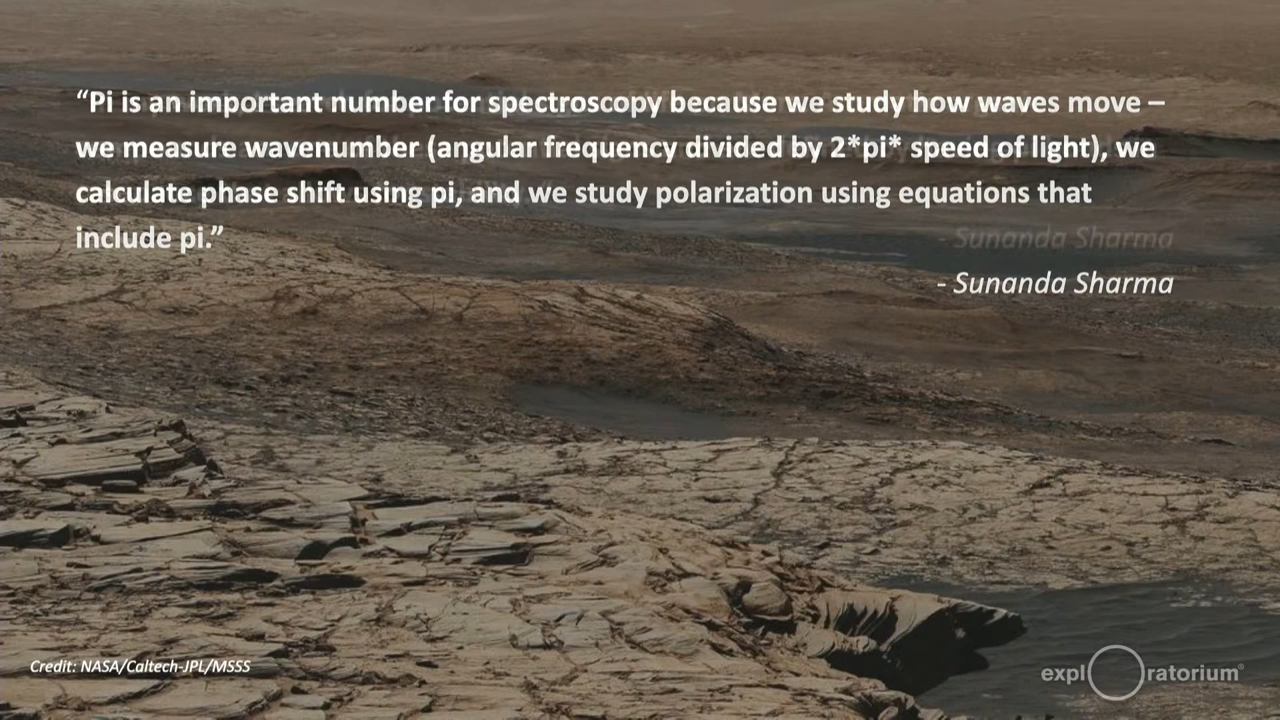 “Pi is an important number for spectroscopy because we study how waves move –
we measure wavenumber (angular frequency divided by 2*pi* speed of light), we
calculate phase shift using pi, and we study polarization using equations that
include pi.”
- Sunanda Sharma
- Sunanda Sharma
Credit: NASA/Caltech-JPL/MSSS
expl○ratorium®